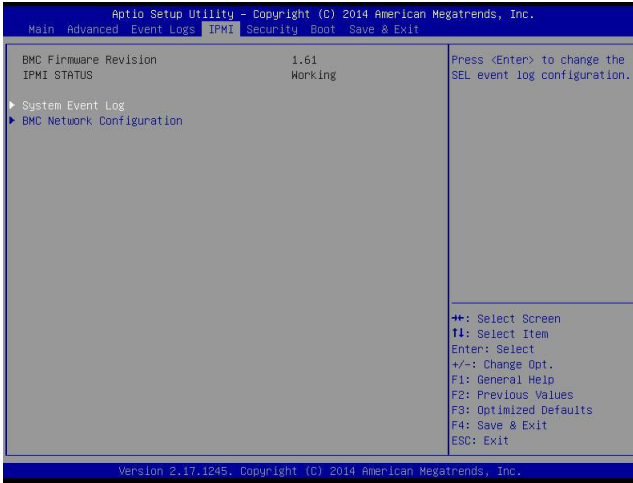 Aptio Setup Utility – Copyright (C) 2014 American Megatrends, Inc.
Main Advanced Event Logs IPMI Security Boot Save & Exit
BMC Firmware Revision 1.61
IPMI STATUS Working
System Event Log
BMC Network Configuration
Press <Enter> to change the
SEL event log configuration.
→←: Select Screen
↑↓: Select Item
Enter: Select
+/-: Change Opt.
F1: General Help
F2: Previous Values
F3: Optimized Defaults
F4: Save & Exit
ESC: Exit
Version 2.17.1245. Copyright (C) 2014 American Megatrends, Inc.